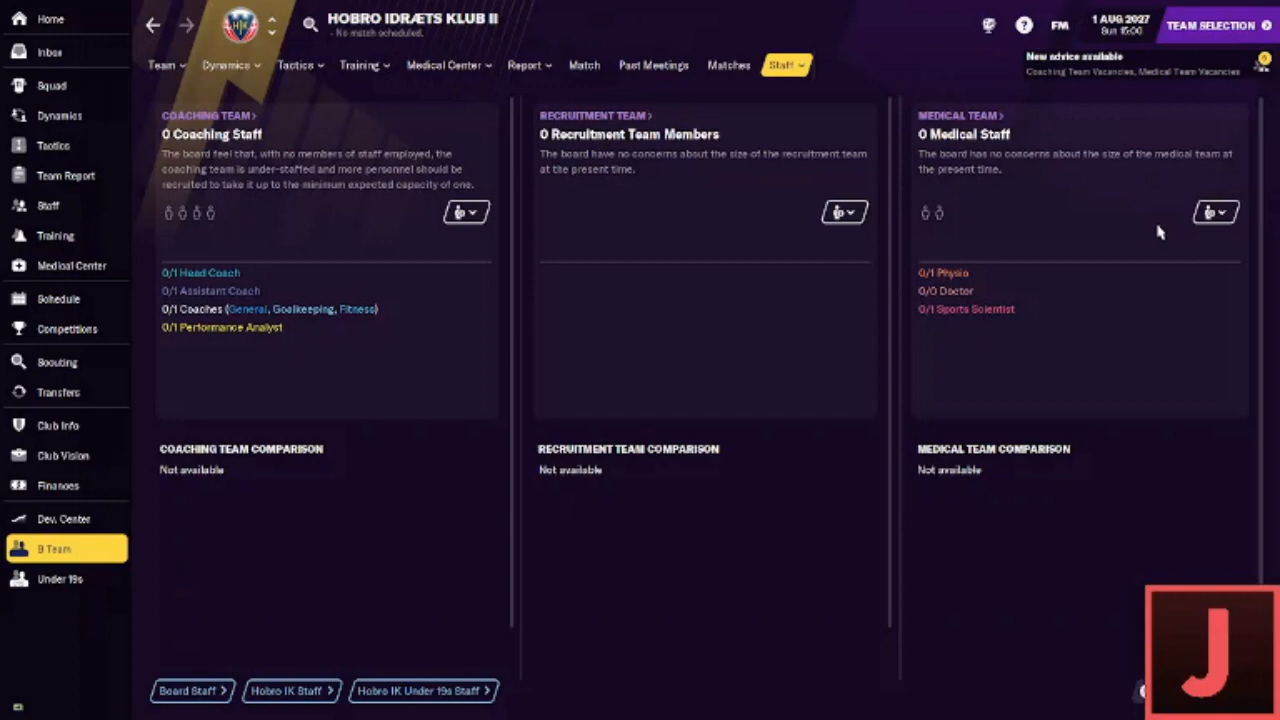 Home
Inbox
Squad
Dynamics
Tactics
Team Report
Staff
Training
Medical Center
Schedule
Competitions
Scouting
Transfers
Club Info
Club Vision
Finances
Dev. Center
B Team
Under 19s
HOBRO IDRÆTS KLUB II
- No match scheduled.
FM
1 AUG 2027
Sun 15:00
TEAM SELECTION
Team Dynamics Tactics Training Medical Center Report Match Past Meetings Matches Staff
New advice available
Coaching Team Vacancies, Medical Team Vacancies
COACHING TEAM >
0 Coaching Staff
The board feel that, with no members of staff employed, the
coaching team is under-staffed and more personnel should be
recruited to take it up to the minimum expected capacity of one.
0/1 Head Coach
0/1 Assistant Coach
0/1 Coaches (General, Goalkeeping, Fitness)
0/1 Performance Analyst
RECRUITMENT TEAM >
0 Recruitment Team Members
The board have no concerns about the size of the recruitment team
at the present time.
MEDICAL TEAM >
0 Medical Staff
The board has no concerns about the size of the medical team at
the present time.
0/1 Physio
0/0 Doctor
0/1 Sports Scientist
COACHING TEAM COMPARISON
Not available
RECRUITMENT TEAM COMPARISON
Not available
MEDICAL TEAM COMPARISON
Not available
Board Staff >
Hobro IK Staff >
Hobro IK Under 19s Staff >
J